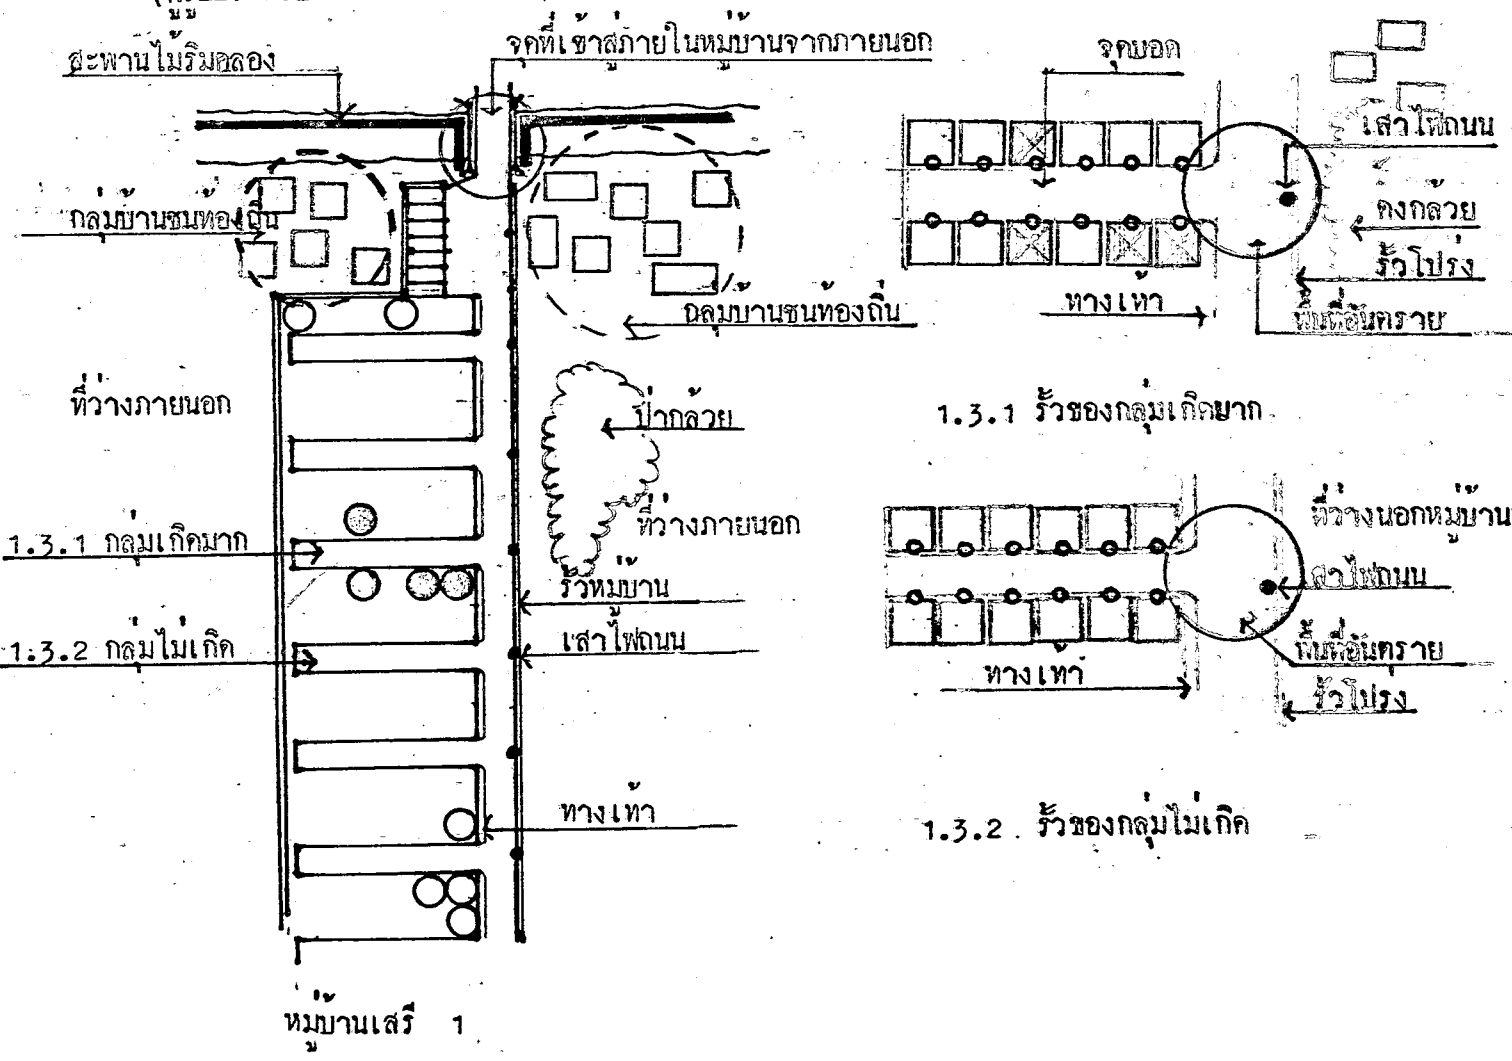 สะพานไม้ริมคลอง
จุดที่เข้าสู่ภายในหมู่บ้านจากภายนอก
กลุ่มบ้านชนท้องถิ่น
กลุ่มบ้านชนท้องถิ่น
ที่ว่างภายนอก
ป่ากล้วย
ที่ว่างภายนอก
1.3.1 กลุ่มเกิดมาก
รั้วหมู่บ้าน
1.3.2 กลุ่มไม่เกิด
เสาไฟถนน
ทางเท้า
หมู่บ้านเสรี 1
จุดบอด
เสาไฟถนน
ดงกล้วย
รั้วโปร่ง
ทางเท้า
พื้นที่อันตราย
1.3.1 รั้วของกลุ่มเกิดมาก
ที่ว่างนอกหมู่บ้าน
เสาไฟถนน
พื้นที่อันตราย
ทางเท้า
รั้วโปร่ง
1.3.2 รั้วของกลุ่มไม่เกิด